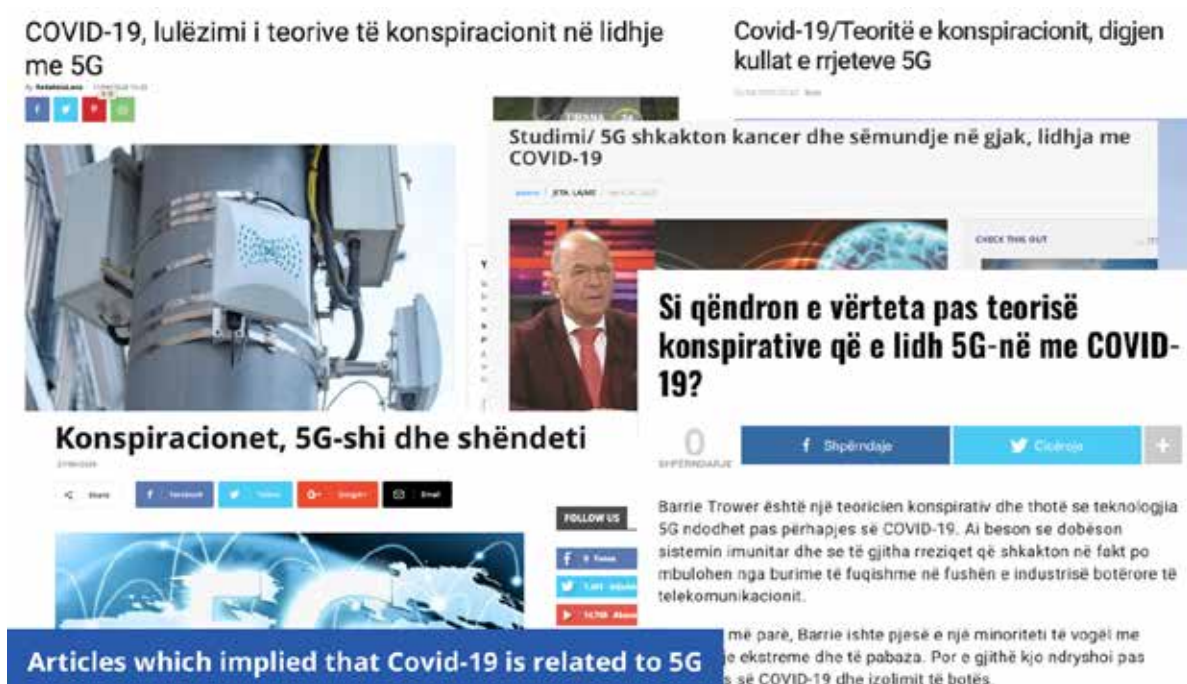 COVID-19, lulëzimi i teorive të konspiracionit në lidhje
me 5G
Covid-19/Teoritë e konspiracionit, digjen
kullat e rrjeteve 5G
TIRANA
Studimi/ 5G shkakton kancer dhe sëmundje në gjak, lidhja me
COVID-19
JETA, LAJME
CHECK THIS OUT
Si qëndron e vërteta pas teorisë
konspirative që e lidh 5G-në me COVID-
19?
0
SHPËRNDARJE
Shpërndaje
Cicëroje
+
Konspiracionet, 5G-shi dhe shëndeti
Share
Facebook
Twitter
Google+
Email
FOLLOW US
Barrie Trower është një teoricien konspirativ dhe thotë se teknologjia
5G ndodhet pas përhapjes së COVID-19. Ai beson se dobëson
sistemin imunitar dhe se të gjitha rreziqet që shkakton në fakt po
mbulohen nga burime të fuqishme në fushën e industrisë botërore të
telekomunikacionit.
më parë, Barrie ishte pjesë e një minoriteti të vogël me
ekstreme dhe të pabaza. Por e gjithë kjo ndryshoi pas
së COVID-19 dhe izolimit të botës.
Articles which implied that Covid-19 is related to 5G